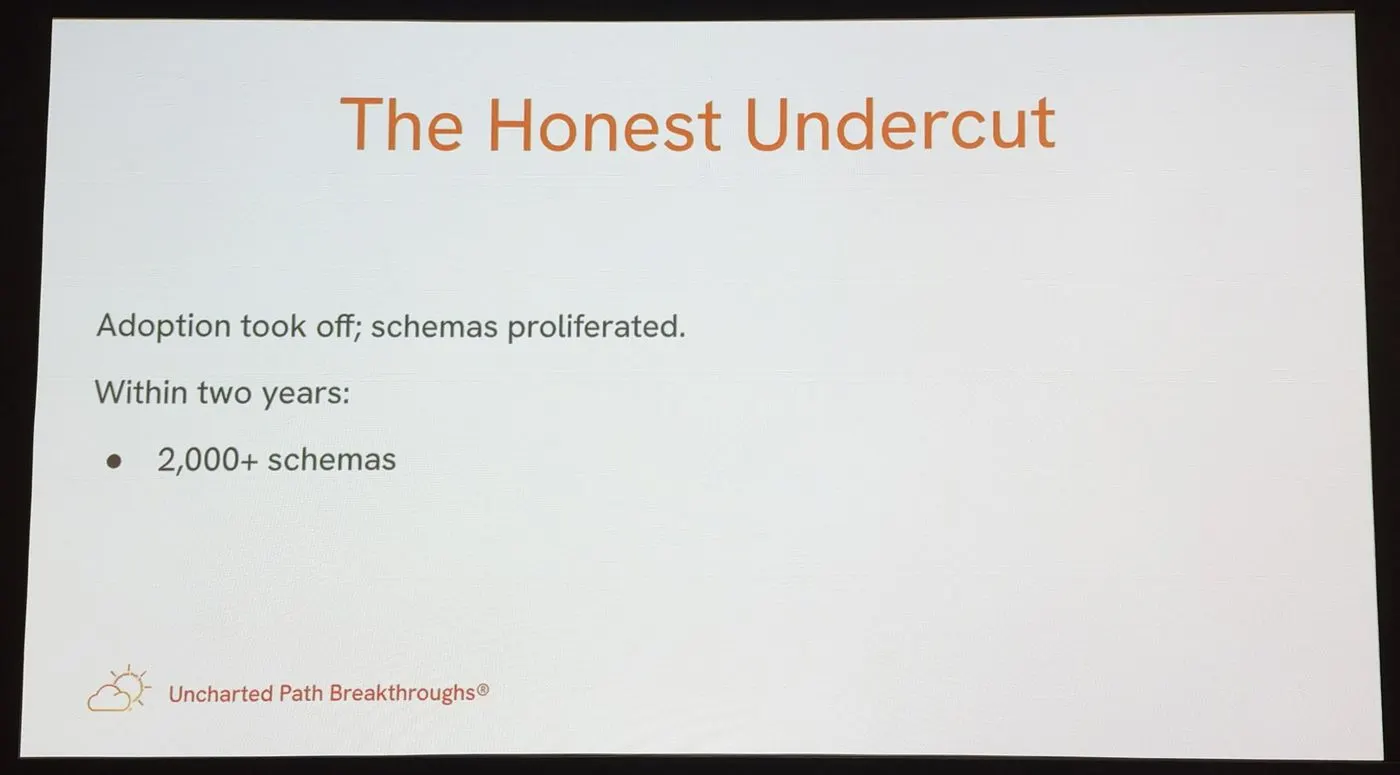 The Honest Undercut
Adoption took off; schemas proliferated.
Within two years:
● 2,000+ schemas
Uncharted Path Breakthroughs®